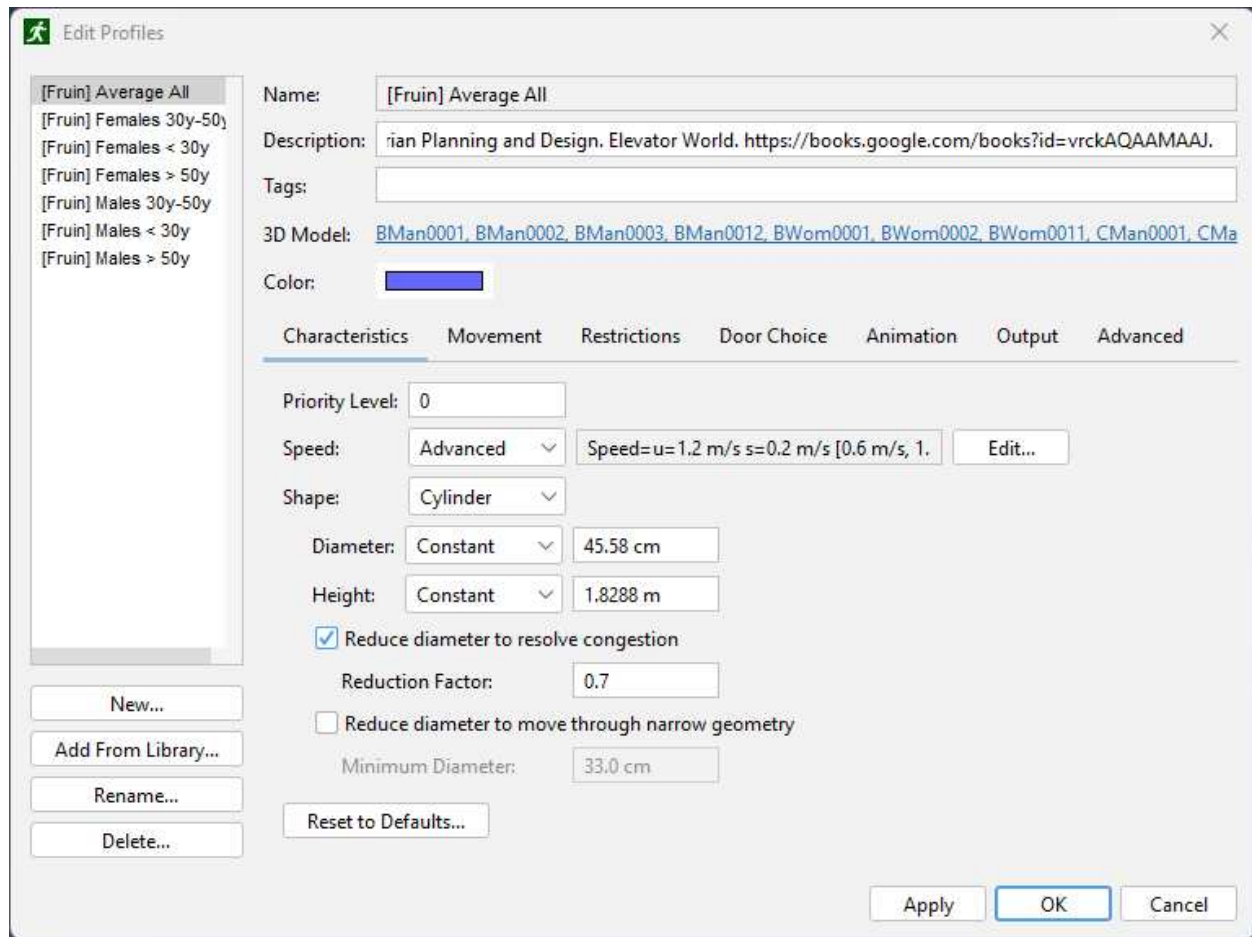 Edit Profiles
[Fruin] Average All
[Fruin] Females 30y-50y
[Fruin] Females < 30y
[Fruin] Females > 50y
[Fruin] Males 30y-50y
[Fruin] Males < 30y
[Fruin] Males > 50y
New...
Add From Library...
Rename...
Delete...
Name: [Fruin] Average All
Description: rian Planning and Design. Elevator World. https://books.google.com/books?id=vrckAQAAMAAJ.
Tags:
3D Model: BMan0001, BMan0002, BMan0003, BMan0012, BWom0001, BWom0002, BWom0011, CMan0001, CMa
Color:
Characteristics Movement Restrictions Door Choice Animation Output Advanced
Priority Level: 0
Speed: Advanced Speed=u=1.2 m/s s=0.2 m/s [0.6 m/s, 1. Edit...
Shape: Cylinder
Diameter: Constant 45.58 cm
Height: Constant 1.8288 m
Reduce diameter to resolve congestion
Reduction Factor: 0.7
Reduce diameter to move through narrow geometry
Minimum Diameter: 33.0 cm
Reset to Defaults...
Apply OK Cancel